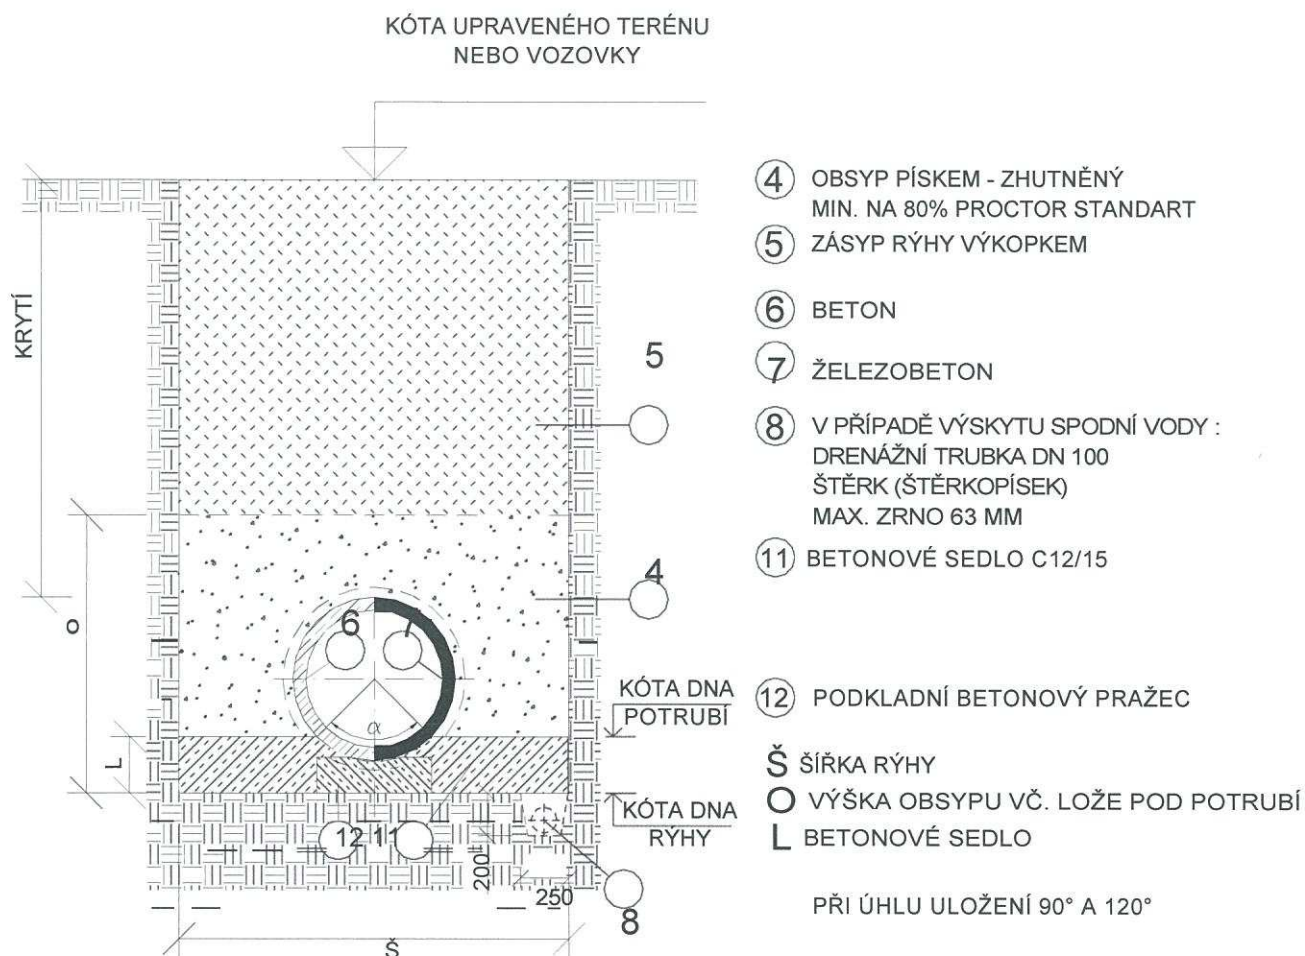 KÓTA UPRAVENÉHO TERÉNU
NEBO VOZOVKY
KRYTÍ
5
4
O
6
7
α
L
KÓTA DNA
POTRUBÍ
KÓTA DNA
RÝHY
12 11
200
250
8
Š
4 OBSYP PÍSKEM - ZHUTNĚNÝ
MIN. NA 80% PROCTOR STANDART
5 ZÁSYP RÝHY VÝKOPKEM
6 BETON
7 ŽELEZOBETON
8 V PŘÍPADĚ VÝSKYTU SPODNÍ VODY :
DRENÁŽNÍ TRUBKA DN 100
ŠTĚRK (ŠTĚRKOPÍSEK)
MAX. ZRNO 63 MM
11 BETONOVÉ SEDLO C12/15
12 PODKLADNÍ BETONOVÝ PRAŽEC
Š ŠÍŘKA RÝHY
O VÝŠKA OBSYPU VČ. LOŽE POD POTRUBÍ
L BETONOVÉ SEDLO
PŘI ÚHLU ULOŽENÍ 90° A 120°